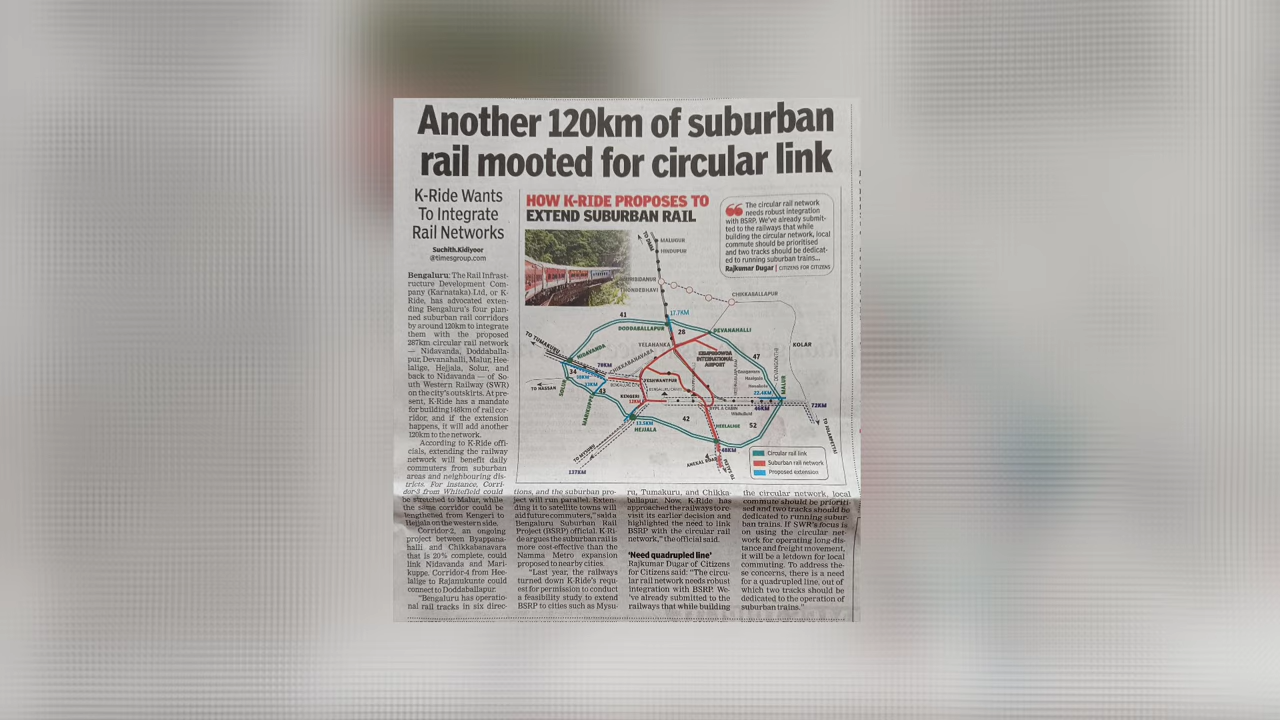 Another 120km of suburban
rail mooted for circular link
K-Ride Wants
To Integrate
Rail Networks
Suchith.Kidiyoor
@timesgroup.com
Bengaluru: The Rail Infrast-
ructure Development Com-
pany (Karnataka) Ltd, or K-
Ride, has advocated exten-
ding Bengaluru's four plan-
ned suburban rail corridors
by around 120km to integrate
them with the proposed
287km circular rail network
— Nidavanda, Doddaballa-
pur, Devanahalli, Malur, Hee-
lalige, Hejjala, Solur, and
back to Nidavanda — of So-
uth Western Railway (SWR)
on the city's outskirts. At pre-
sent, K-Ride has a mandate
for building 148km of rail cor-
ridor, and if the extension
happens, it will add another
120km to the network.
According to K-Ride offi-
cials, extending the railway
network will benefit daily
commuters from suburban
areas and neighbouring dis-
tricts. For instance, Corri-
dor-3 from Whitefield could
be stretched to Malur, while
the same corridor could be
lengthened from Kengeri to
Hejjala on the western side.
Corridor-2, an ongoing
project between Byappana-
halli and Chikkabanavara
that is 20% complete, could
link Nidavanda and Mari-
kuppe. Corridor-4 from Hee-
lalige to Rajanukunte could
connect to Doddaballapur.
"Bengaluru has operatio-
nal rail tracks in six direc-
HOW K-RIDE PROPOSES TO
EXTEND SUBURBAN RAIL
The circular rail network
needs robust integration
with BSRP. We've already submit-
ted to the railways that while
building the circular network, local
commute should be prioritised
and two tracks should be dedicat-
ed to running suburban trains...
Rajkumar Dugar | CITIZENS FOR CITIZENS
MALUGUR
HINDUPUR
THONDEBHAVI
CHIKKABALLAPUR
17.7KM
41
DODDABALLAPUR
28
DEVANAHALLI
TO TUMAKURU
NIDAVANDA
YELAHANKA
KEMPEGOWDA
INTERNATIONAL
AIRPORT
KOLAR
47
CHIKKABANAVARA
34
TO HASSAN
SOLUR
YESHWANTPUR
KENGERI
MALUR
22.4KM
46KM
72KM
Whitefield
42
HEELALIGE
52
13.9KM
HEJJALA
48KM
TO MYSURU
137KM
ANEKAL ROAD
TO JOLARPETTAI
Circular rail link
Suburban rail network
Proposed extension
tions, and the suburban pro-
ject will run parallel. Exten-
ding it to satellite towns will
aid future commuters," said a
Bengaluru Suburban Rail
Project (BSRP) official. K-Ri-
de argues the suburban rail is
more cost-effective than the
Namma Metro expansion
proposed to nearby cities.
"Last year, the railways
turned down K-Ride's requ-
est for permission to conduct
a feasibility study to extend
BSRP to cities such as Mysu-
ru, Tumakuru, and Chikka-
ballapur. Now, K-Ride has
approached the railways to re-
visit its earlier decision and
highlighted the need to link
BSRP with the circular rail
network," the official said.
'Need quadrupled line'
Rajkumar Dugar of Citizens
for Citizens said: "The circu-
lar rail network needs robust
integration with BSRP. We-
've already submitted to the
railways that while building
the circular network, local
commute should be prioriti-
sed and two tracks should be
dedicated to running subur-
ban trains. If SWR's focus is
on using the circular net-
work for operating long-dis-
tance and freight movement,
it will be a letdown for local
commuting. To address the-
se concerns, there is a need
for a quadrupled line, out of
which two tracks should be
dedicated to the operation of
suburban trains."